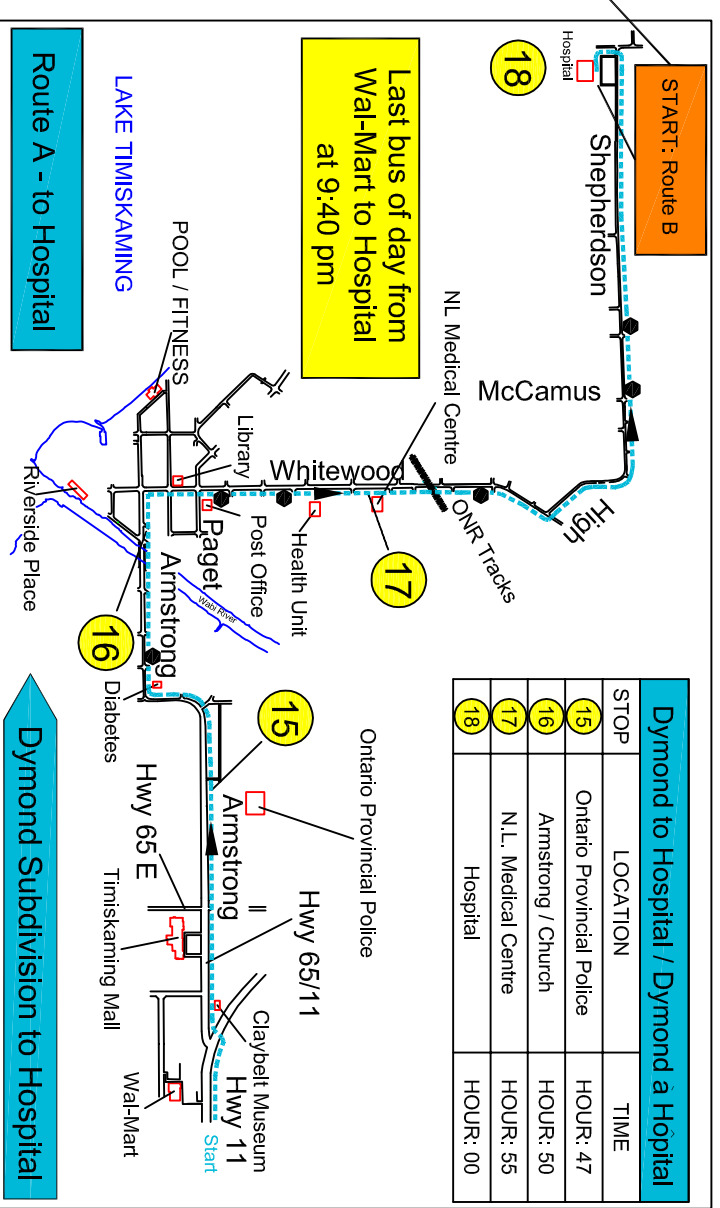 START: Route B
Hospital
18
Shepherdson
Last bus of day from
Wal-Mart to Hospital
at 9:40 pm
McCamus
High
NL Medical Centre
Whitewood
ONR Tracks
17
LAKE TIMISKAMING
POOL / FITNESS
Library
Post Office
Health Unit
Paget
Riverside Place
Wabi River
Armstrong
16
Diabetes
15
Ontario Provincial Police
Armstrong
Hwy 65 E
Timiskaming Mall
Hwy 65/11
Claybelt Museum
Hwy 11
Start
Wal-Mart
Route A - to Hospital
Dymond Subdivision to Hospital
Dymond to Hospital / Dymond à Hôpital
STOP LOCATION TIME
15 Ontario Provincial Police HOUR: 47
16 Armstrong / Church HOUR: 50
17 N.L. Medical Centre HOUR: 55
18 Hospital HOUR: 00